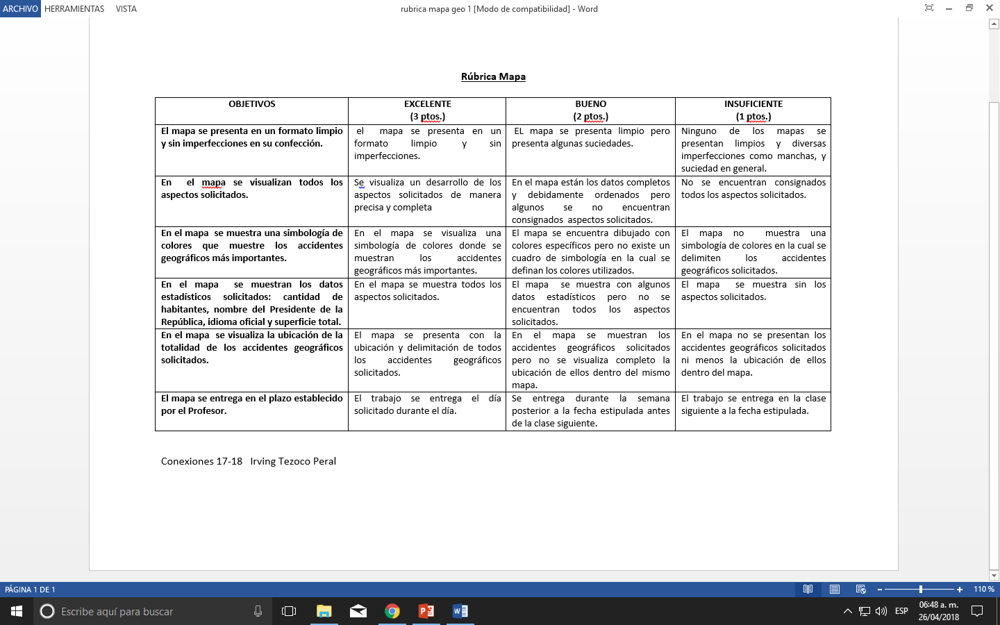 ARCHIVO HERRAMIENTAS VISTA
rubrica mapa geo 1 [Modo de compatibilidad] - Word
Rúbrica Mapa
OBJETIVOS
EXCELENTE
(3 ptos.)
BUENO
(2 ptos.)
INSUFICIENTE
(1 ptos.)
El mapa se presenta en un formato limpio
y sin imperfecciones en su confección.
el mapa se presenta en un
formato limpio y sin
imperfecciones.
EL mapa se presenta limpio pero
presenta algunas suciedades.
Ninguno de los mapas se
presentan limpios y diversas
imperfecciones como manchas, y
suciedad en general.
En el mapa se visualizan todos los
aspectos solicitados.
Se visualiza un desarrollo de los
aspectos solicitados de manera
precisa y completa
En el mapa están los datos completos
y debidamente ordenados pero
algunos se no encuentran
consignados aspectos solicitados.
No se encuentran consignados
todos los aspectos solicitados.
En el mapa se muestra una simbología de
colores que muestre los accidentes
geográficos más importantes.
En el mapa se visualiza una
simbología de colores donde se
muestran los accidentes
geográficos más importantes.
El mapa se encuentra dibujado con
colores específicos pero no existe un
cuadro de simbología en la cual se
definan los colores utilizados.
El mapa no muestra una
simbología de colores en la cual se
delimiten los accidentes
geográficos solicitados.
En el mapa se muestran los datos
estadísticos solicitados: cantidad de
habitantes, nombre del Presidente de la
República, idioma oficial y superficie total.
En el mapa se muestra todos los
aspectos solicitados.
El mapa se muestra con algunos
datos estadísticos pero no se
encuentran todos los aspectos
solicitados.
El mapa se muestra sin los
aspectos solicitados.
En el mapa se visualiza la ubicación de la
totalidad de los accidentes geográficos
solicitados.
El mapa se presenta con la
ubicación y delimitación de todos
los accidentes geográficos
solicitados.
En el mapa se muestran los
accidentes geográficos solicitados
pero no se visualiza completo la
ubicación de ellos dentro del mismo
mapa.
En el mapa no se presentan los
accidentes geográficos solicitados
ni menos la ubicación de ellos
dentro del mapa.
El mapa se entrega en el plazo establecido
por el Profesor.
El trabajo se entrega el día
solicitado durante el día.
Se entrega durante la semana
posterior a la fecha estipulada antes
de la clase siguiente.
El trabajo se entrega en la clase
siguiente a la fecha estipulada.
Conexiones 17-18 Irving Tezoco Peral
PÁGINA 1 DE 1
110 %
Escribe aquí para buscar
ESP
06:48 a. m.
26/04/2018